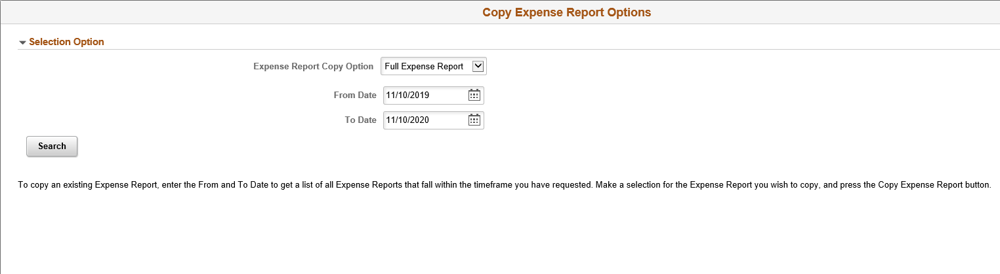 Copy Expense Report Options
Selection Option
Expense Report Copy Option Full Expense Report
From Date 11/10/2019
To Date 11/10/2020
Search
To copy an existing Expense Report, enter the From and To Date to get a list of all Expense Reports that fall within the timeframe you have requested. Make a selection for the Expense Report you wish to copy, and press the Copy Expense Report button.